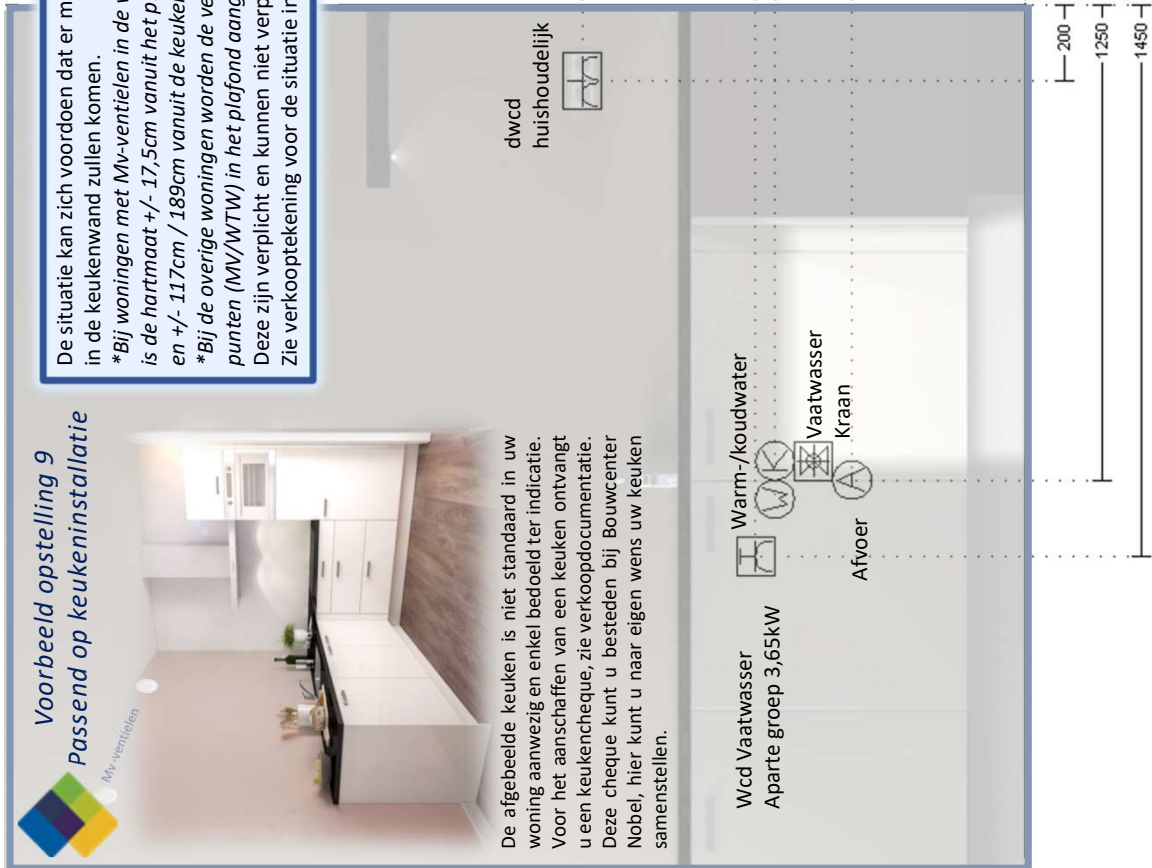 Voorbeeld opstelling 9
Passend op keukeninstallatie
Mv-ventielen
De situatie kan zich voordoen dat er m
in de keukenwand zullen komen.
*Bij woningen met Mv-ventielen in de
is de hartmaat +/- 17,5cm vanuit het p
en +/- 117cm / 189cm vanuit de keuken
*Bij de overige woningen worden de ve
punten (MV/WTW) in het plafond aang
Deze zijn verplicht en kunnen niet verp
Zie verkooptekening voor de situatie in
De afgebeelde keuken is niet standaard in uw
woning aanwezig en enkel bedoeld ter indicatie.
Voor het aanschaffen van een keuken ontvangt
u een keukencheque, zie verkoopdocumentatie.
Deze cheque kunt u besteden bij Bouwcenter
Nobel, hier kunt u naar eigen wens uw keuken
samenstellen.
dwcd
huishoudelijk
Wcd Vaatwasser
Aparte groep 3,65kW
Warm-/koudwater
W K
Vaatwasser
Kraan
A
Afvoer
200
1250
1450